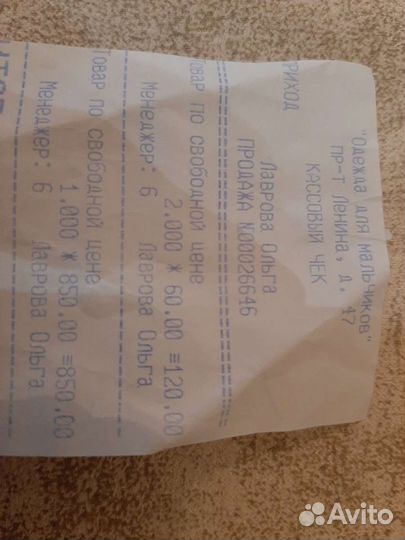 "Одежда для мальчиков"
пр-т Ленина, д. 47
КАССОВЫЙ ЧЕК
ПРИХОД
Лаврова Ольга
ПРОДАЖА №00026646
Товар по свободной цене
2.000 * 60.00 =120.00
Менеджер: 6 Лаврова Ольга
Товар по свободной цене
1.000 * 850.00 =850.00
Менеджер: 6 Лаврова Ольга
Avito